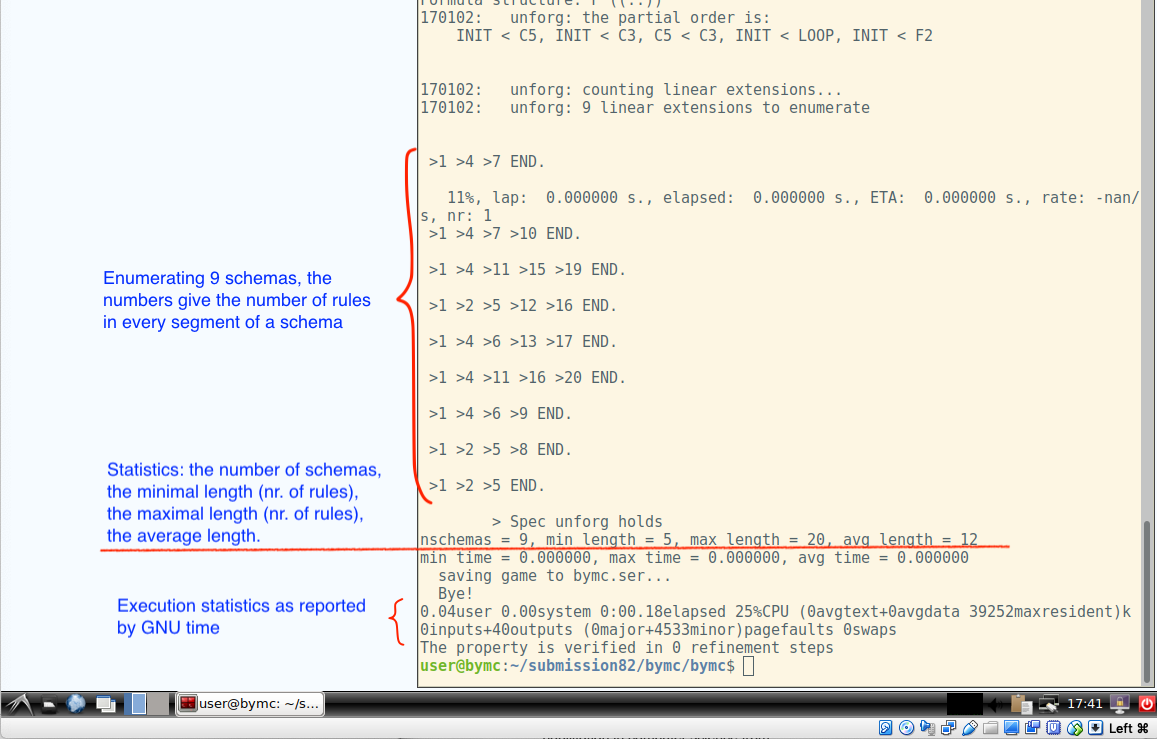 Formula structure: F ((..))
170102:   unforg: the partial order is:
    INIT < C5, INIT < C3, C5 < C3, INIT < LOOP, INIT < F2
170102:   unforg: counting linear extensions...
170102:   unforg: 9 linear extensions to enumerate
>1 >4 >7 END.
11%, lap:  0.000000 s., elapsed:  0.000000 s., ETA:  0.000000 s., rate: -nan/
s, nr: 1
>1 >4 >7 >10 END.
>1 >4 >11 >15 >19 END.
>1 >2 >5 >12 >16 END.
>1 >4 >6 >13 >17 END.
>1 >4 >11 >16 >20 END.
>1 >4 >6 >9 END.
>1 >2 >5 >8 END.
>1 >2 >5 END.
> Spec unforg holds
nschemas = 9, min length = 5, max length = 20, avg length = 12
min time = 0.000000, max time = 0.000000, avg time = 0.000000
saving game to bymc.ser...
Bye!
0.04user 0.00system 0:00.18elapsed 25%CPU (0avgtext+0avgdata 39252maxresident)k
0inputs+40outputs (0major+4533minor)pagefaults 0swaps
The property is verified in 0 refinement steps
user@bymc:~/submission82/bymc/bymc$
Enumerating 9 schemas, the
numbers give the number of rules
in every segment of a schema
Statistics: the number of schemas,
the minimal length (nr. of rules),
the maximal length (nr. of rules),
the average length.
Execution statistics as reported
by GNU time
user@bymc: ~/s...
17:41
Left ⌘